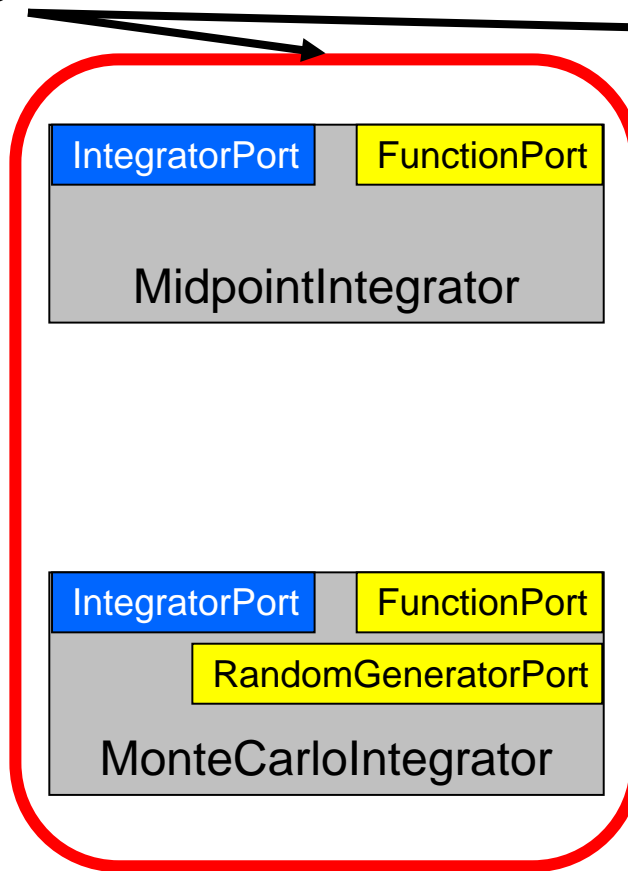 IntegratorPort FunctionPort
MidpointIntegrator
IntegratorPort FunctionPort
RandomGeneratorPort
MonteCarloIntegrator